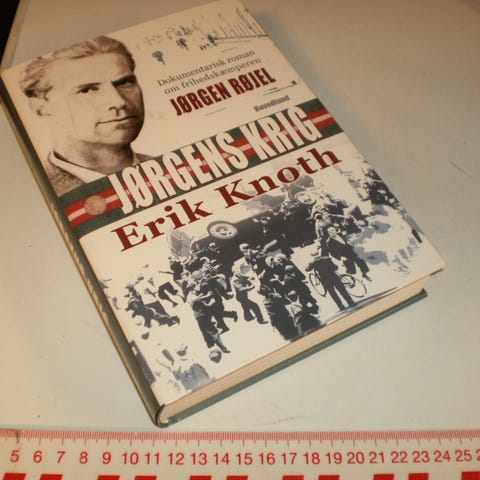 Dokumentarisk roman
om frihedskæmperen
JØRGEN RØJEL
Hovedland
JØRGENS KRIG
Erik Knoth
5 6 7 8 9 10 11 12 13 14 15 16 17 18 19 20 21 22 23 24 25